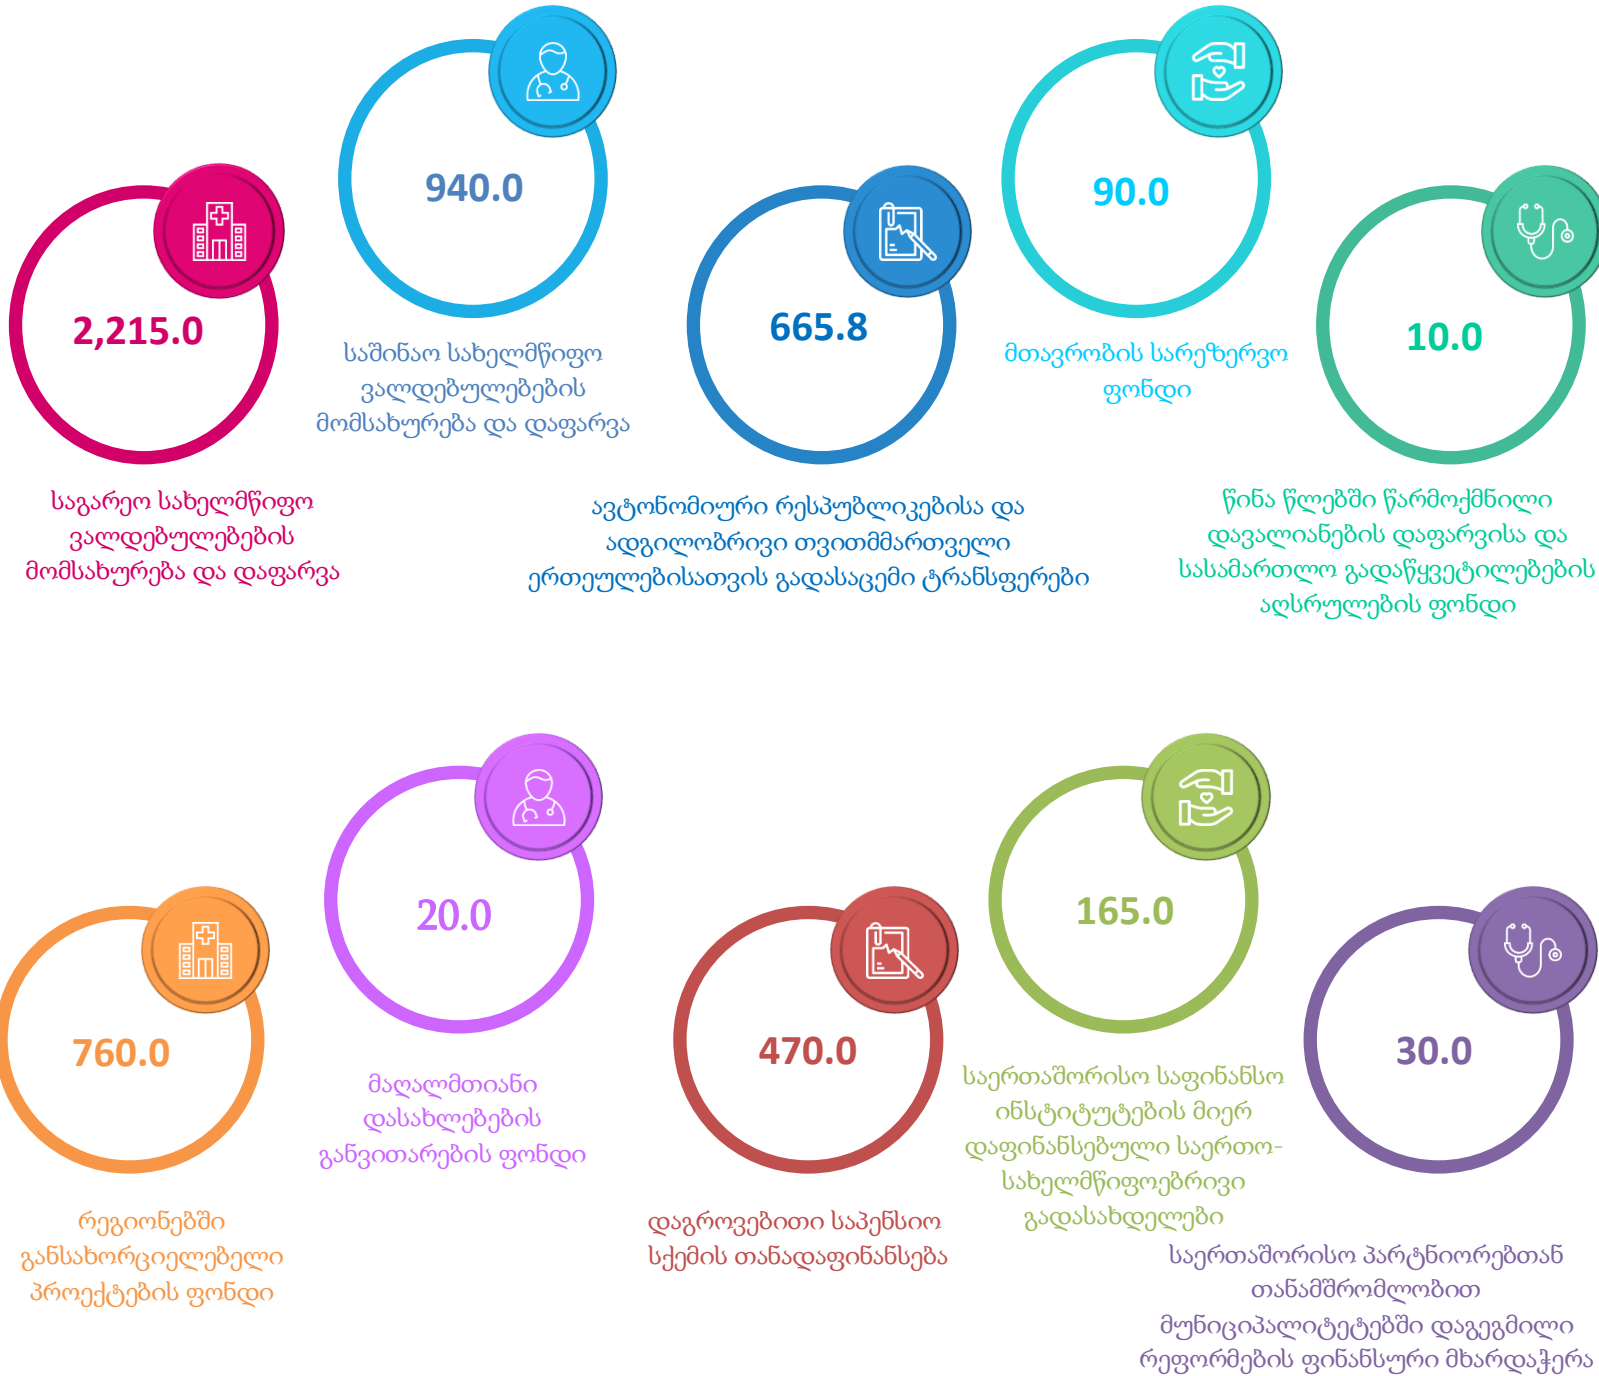 2,215.0
საგარეო სახელმწიფო
ვალდებულებების
მომსახურება და დაფარვა
940.0
საშინაო სახელმწიფო
ვალდებულებების
მომსახურება და დაფარვა
665.8
ავტონომიური რესპუბლიკებისა და
ადგილობრივი თვითმმართველი
ერთეულებისათვის გადასაცემი ტრანსფერები
90.0
მთავრობის სარეზერვო
ფონდი
10.0
წინა წლებში წარმოქმნილი
დავალიანების დაფარვისა და
სასამართლო გადაწყვეტილებების
აღსრულების ფონდი
760.0
რეგიონებში
განსახორციელებელი
პროექტების ფონდი
20.0
მაღალმთიანი
დასახლებების
განვითარების ფონდი
470.0
დაგროვებითი საპენსიო
სქემის თანადაფინანსება
165.0
საერთაშორისო საფინანსო
ინსტიტუტების მიერ
დაფინანსებული საერთო-
სახელმწიფოებრივი
გადასახდელები
30.0
საერთაშორისო პარტნიორებთან
თანამშრომლობით
მუნიციპალიტეტებში დაგეგმილი
რეფორმების ფინანსური მხარდაჭერა